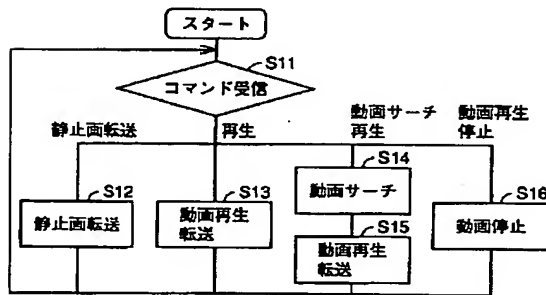 スタート
S11
コマンド受信
静止画転送
再生
動画サーチ
再生
動画再生
停止
S12
静止画転送
S13
動画再生
転送
S14
動画サーチ
S15
動画再生
転送
S16
動画停止